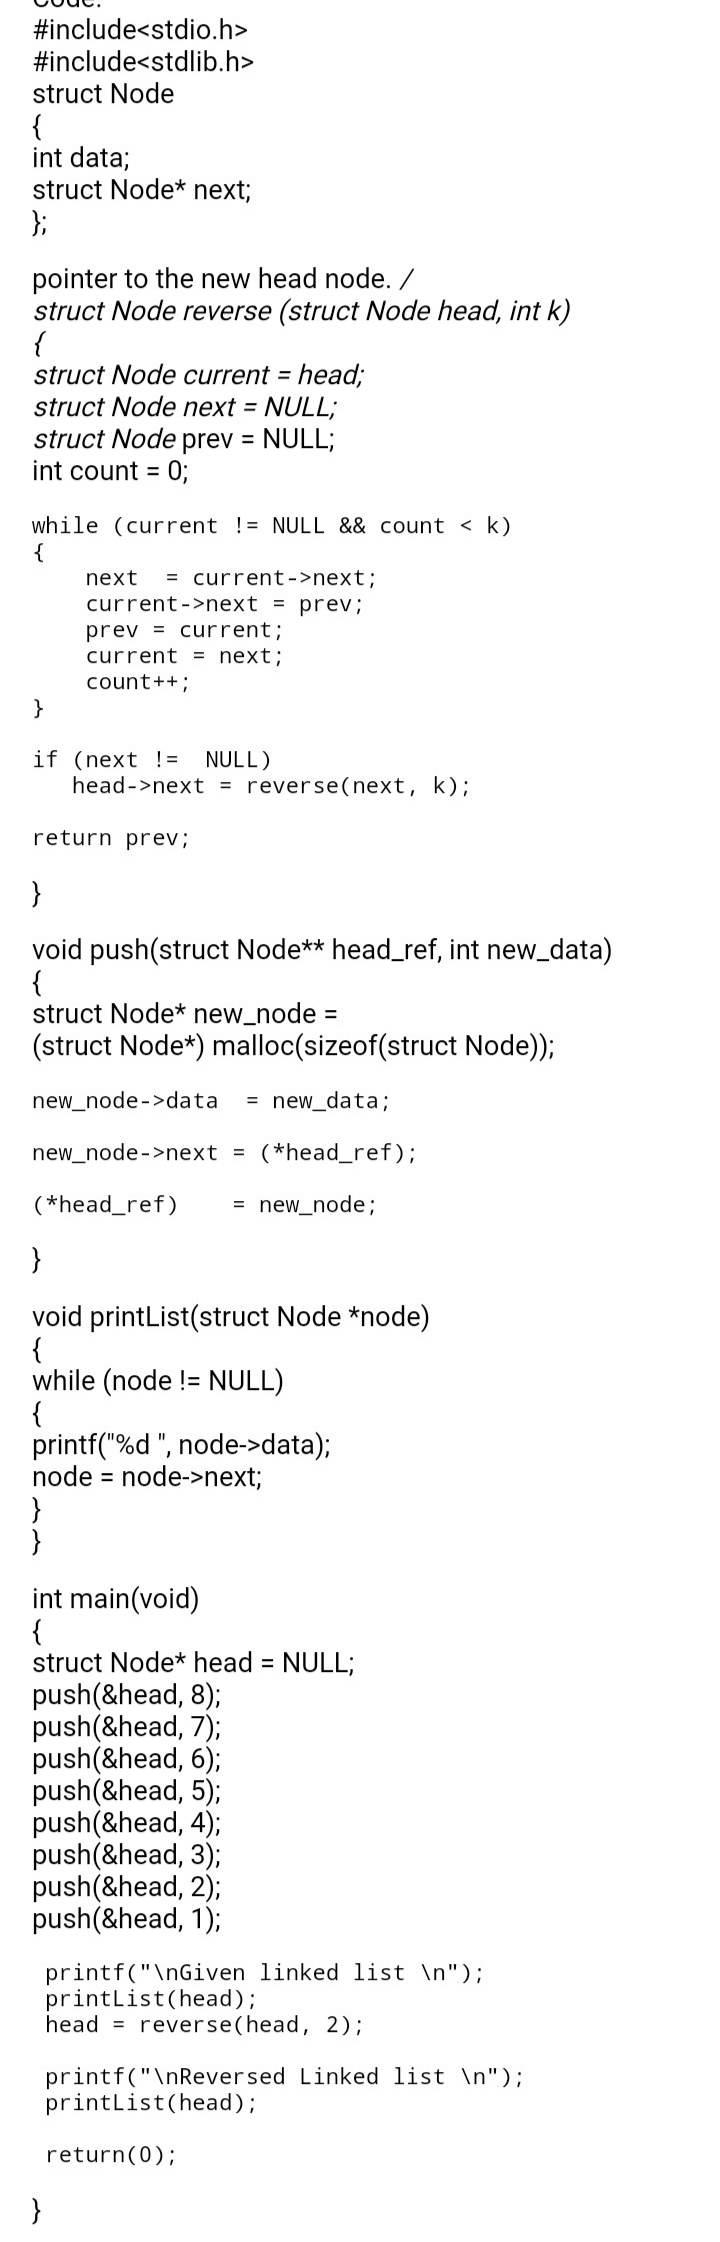 Code:
#include<stdio.h>
#include<stdlib.h>
struct Node
{
int data;
struct Node* next;
};
pointer to the new head node. /
struct Node reverse (struct Node head, int k)
{
struct Node current = head;
struct Node next = NULL;
struct Node prev = NULL;
int count = 0;
while (current != NULL && count < k)
{
    next  = current->next;
    current->next = prev;
    prev = current;
    current = next;
    count++;
}
if (next !=  NULL)
   head->next = reverse(next, k);
return prev;
}
void push(struct Node** head_ref, int new_data)
{
struct Node* new_node =
(struct Node*) malloc(sizeof(struct Node));
new_node->data  = new_data;
new_node->next = (*head_ref);
(*head_ref)    = new_node;
}
void printList(struct Node *node)
{
while (node != NULL)
{
printf("%d ", node->data);
node = node->next;
}
}
int main(void)
{
struct Node* head = NULL;
push(&head, 8);
push(&head, 7);
push(&head, 6);
push(&head, 5);
push(&head, 4);
push(&head, 3);
push(&head, 2);
push(&head, 1);
 printf("\nGiven linked list \n");
 printList(head);
 head = reverse(head, 2);
 printf("\nReversed Linked list \n");
 printList(head);
 return(0);
}